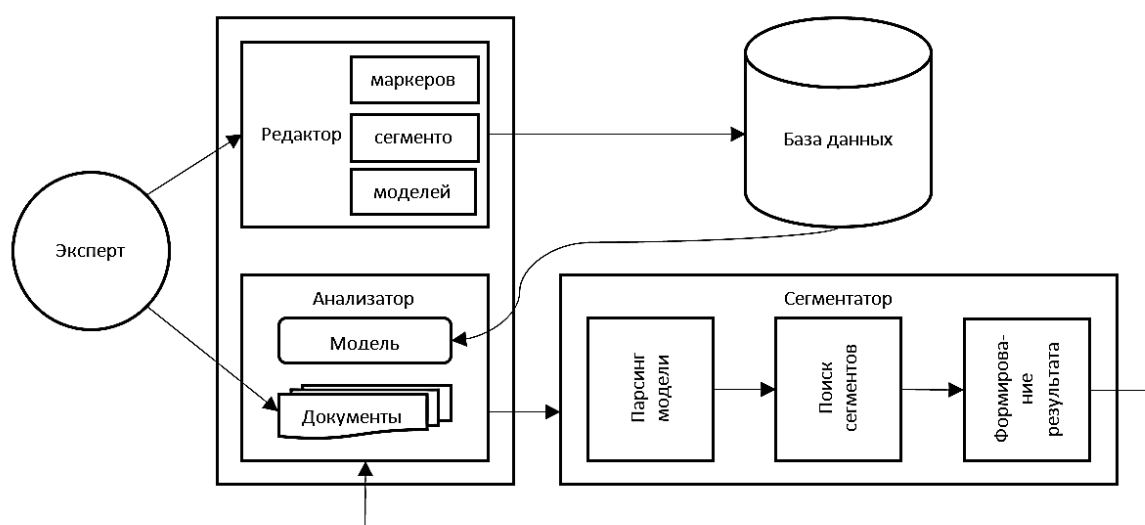 маркеров
Редактор
сегменто
моделей
База данных
Эксперт
Анализатор
Модель
Документы
Сегментатор
Парсинг
модели
Поиск
сегментов
Формирова-
ние
результата